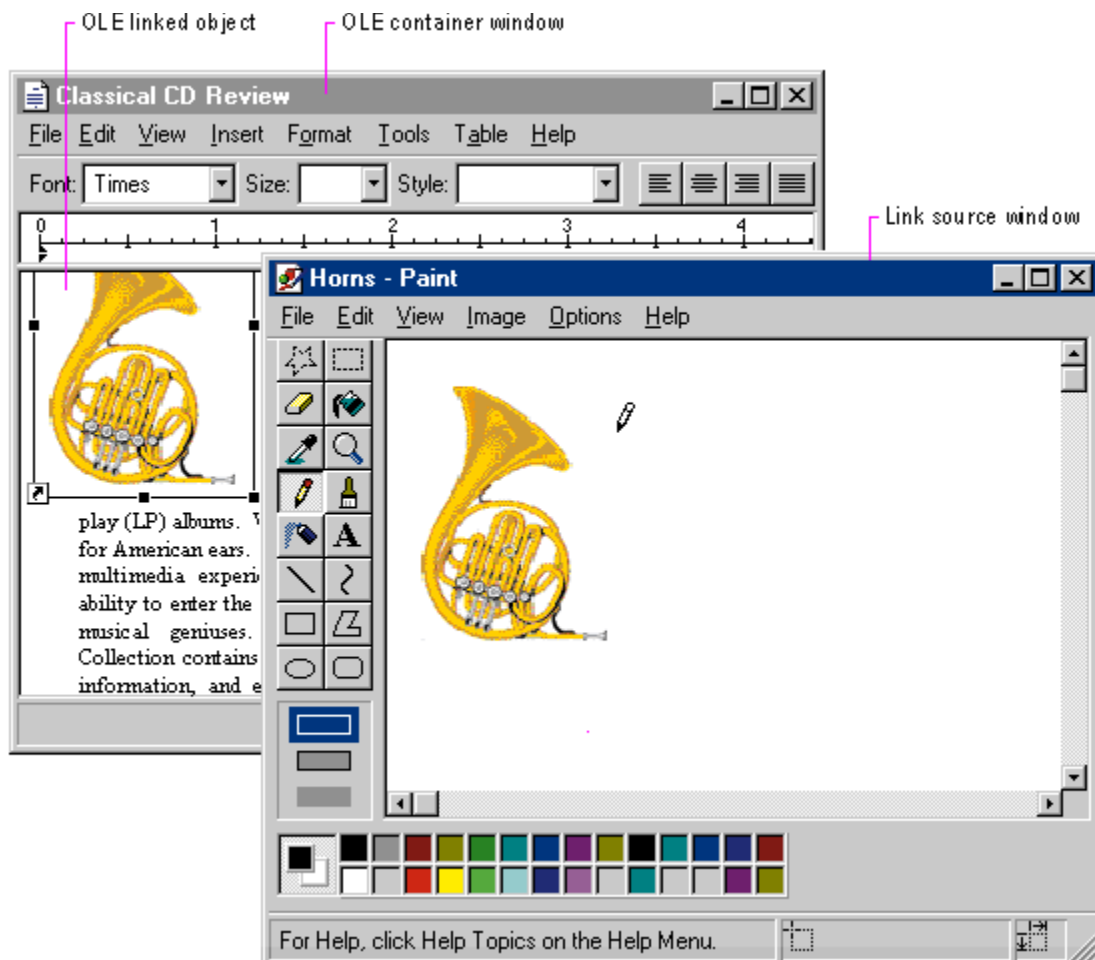 OLE linked object
OLE container window
Classical CD Review
File Edit View Insert Format Tools Table Help
Font: Times Size: Style:
0 1 2 3 4
Link source window
Horns - Paint
File Edit View Image Options Help
A
play (LP) albums.
for American ears.
multimedia
ability to enter the
musical geniuses.
Collection contains
information, and
For Help, click Help Topics on the Help Menu.